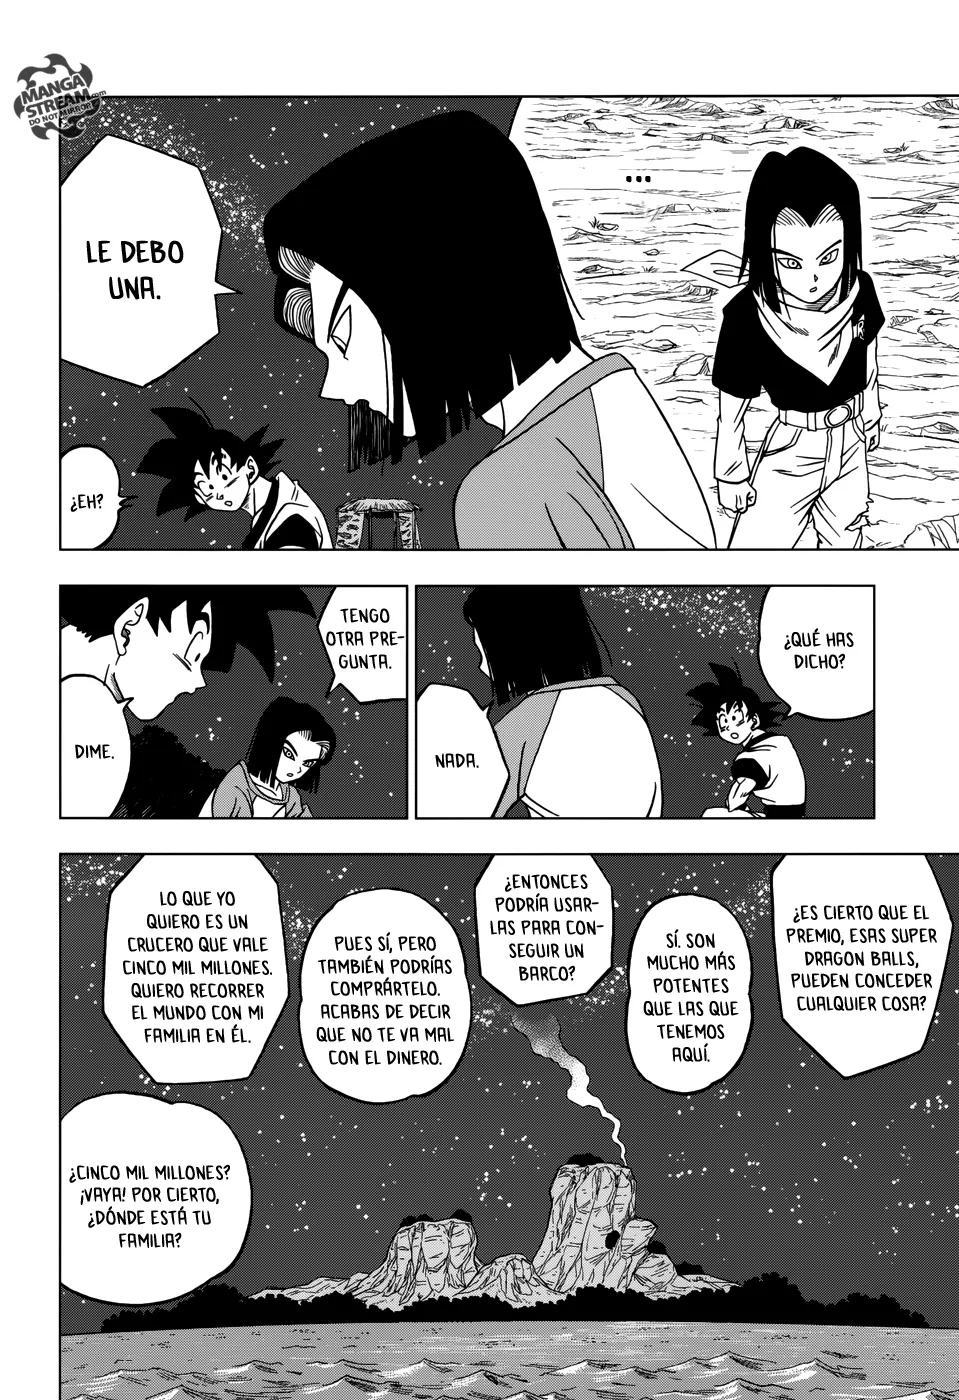 MANGA
STREAM.com
DO NOT MIRROR
...
LE DEBO
UNA.
¿EH?
¿QUÉ HAS
DICHO?
NADA.
TENGO
OTRA PRE-
GUNTA.
DIME.
¿ES CIERTO QUE EL
PREMIO, ESAS SUPER
DRAGON BALLS,
PUEDEN CONCEDER
CUALQUIER COSA?
SÍ. SON
MUCHO MÁS
POTENTES
QUE LAS QUE
TENEMOS
AQUÍ.
¿ENTONCES
PODRÍA USAR-
LAS PARA CON-
SEGUIR UN
BARCO?
PUES SÍ, PERO
TAMBIÉN PODRÍAS
COMPRÁRTELO.
ACABAS DE DECIR
QUE NO TE VA MAL
CON EL DINERO.
LO QUE YO
QUIERO ES UN
CRUCERO QUE VALE
CINCO MIL MILLONES.
QUIERO RECORRER
EL MUNDO CON MI
FAMILIA EN ÉL.
¿CINCO MIL MILLONES?
¡VAYA! POR CIERTO,
¿DÓNDE ESTÁ TU
FAMILIA?